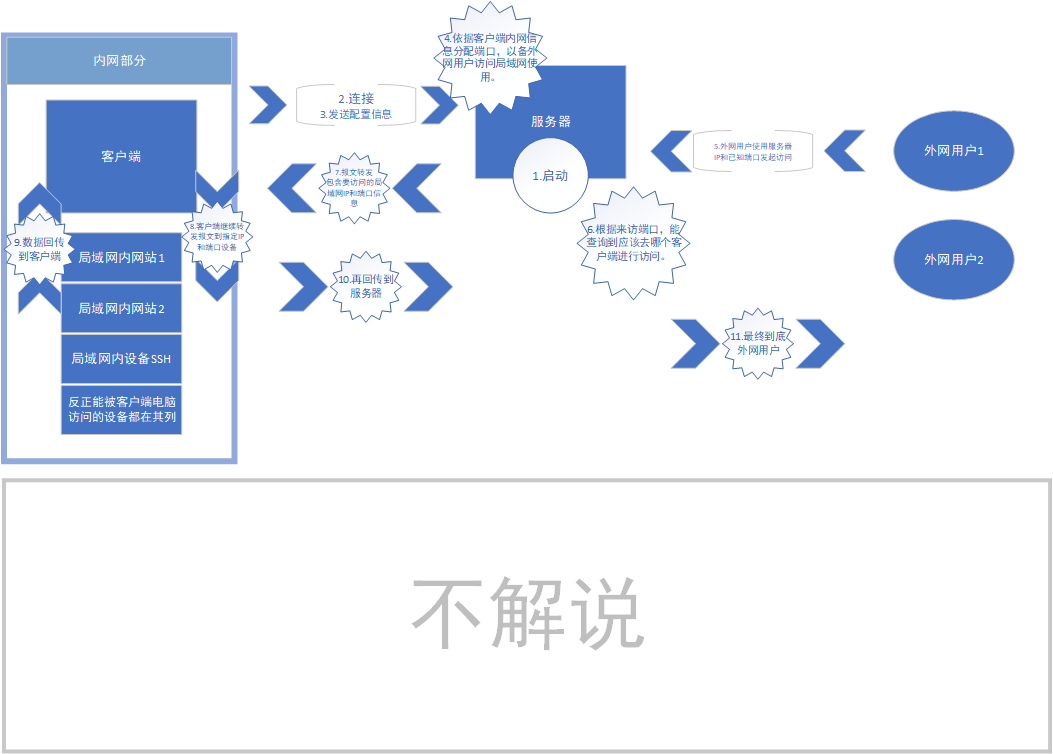 内网部分
客户端
9.数据回传
到客户端
8.客户端继续转
发报文到指定IP
和端口设备
局域网内网站1
局域网内网站2
局域网内设备SSH
反正能被客户端电脑
访问的设备都在其列
2.连接
3.发送配置信息
4.依据客户端内网信
息分配端口，以备外
网用户访问局域网使
用。
服务器
1.启动
7.报文转发
包含要访问的局
域网IP和端口信
息
10.再回传到
服务器
5.外网用户使用服务器
IP和已知端口发起访问
6.根据来访端口，能
查询到应该去哪个客
户端进行访问。
11.最终到底
外网用户
外网用户1
外网用户2
不解说